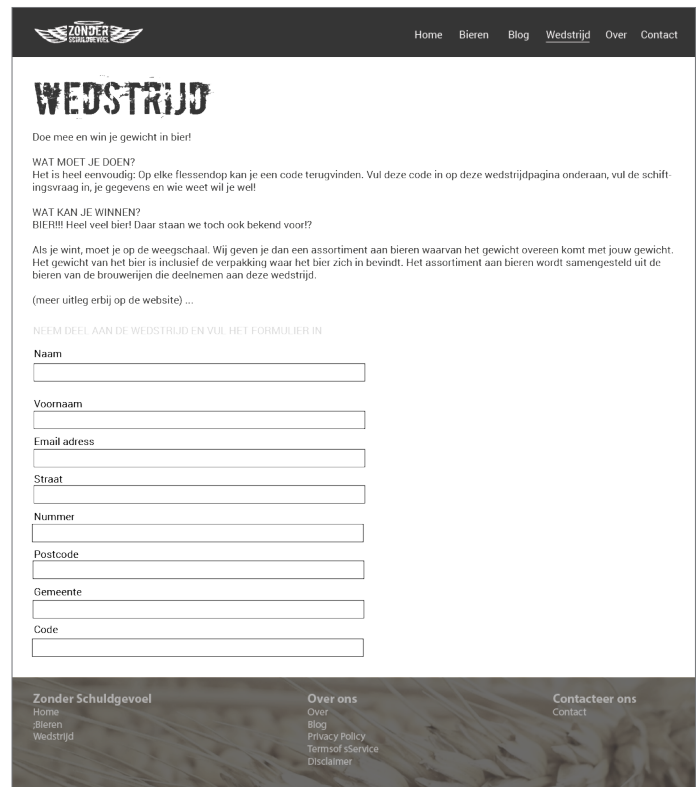 ZONDER
SCHULDGEVOEL
Home Bieren Blog Wedstrijd Over Contact
WEDSTRIJD
Doe mee en win je gewicht in bier!
WAT MOET JE DOEN?
Het is heel eenvoudig: Op elke flessendop kan je een code terugvinden. Vul deze code in op deze wedstrijdpagina onderaan, vul de schift-
ingsvraag in, je gegevens en wie weet wil je wel!
WAT KAN JE WINNEN?
BIER!!! Heel veel bier! Daar staan we toch ook bekend voor!?
Als je wint, moet je op de weegschaal. Wij geven je dan een assortiment aan bieren waarvan het gewicht overeen komt met jouw gewicht.
Het gewicht van het bier is inclusief de verpakking waar het bier zich in bevindt. Het assortiment aan bieren wordt samengesteld uit de
bieren van de brouwerijen die deelnemen aan deze wedstrijd.
(meer uitleg erbij op de website) ...
NEEM DEEL AAN DE WEDSTRIJD EN VUL HET FORMULIER IN
Naam
Voornaam
Email adress
Straat
Nummer
Postcode
Gemeente
Code
Zonder Schuldgevoel
Home
;Bieren
Wedstrijd
Over ons
Over
Blog
Privacy Policy
Termsof sService
Disclaimer
Contacteer ons
Contact